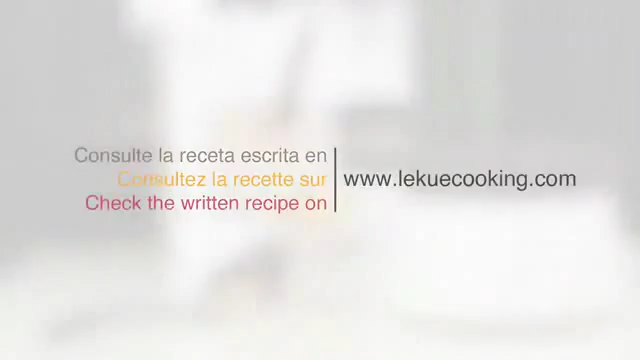 Consulte la receta escrita en
Consultez la recette sur
Check the written recipe on
www.lekuecooking.com